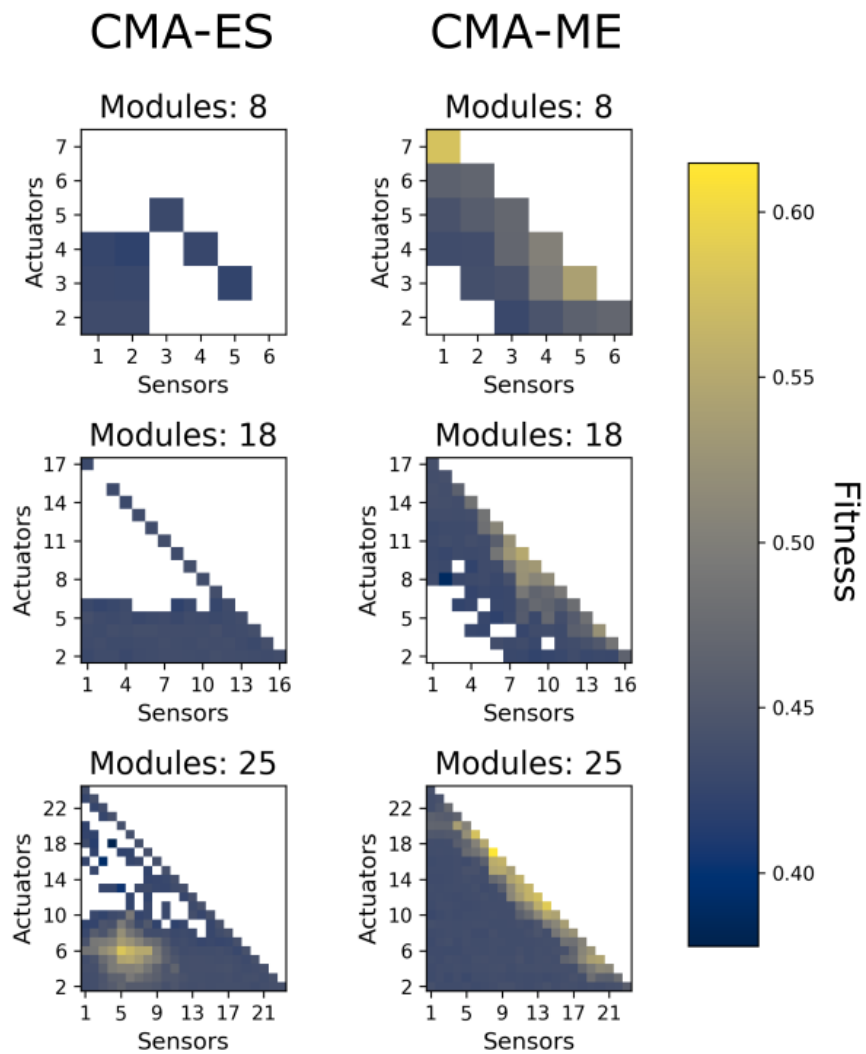 CMA-ES
CMA-ME
Modules: 8
Modules: 8
7
6
5
4
3
2
Actuators
1 2 3 4 5 6
Sensors
7
6
5
4
3
2
Actuators
1 2 3 4 5 6
Sensors
Modules: 18
Modules: 18
17
14
11
8
5
2
Actuators
1 4 7 10 13 16
Sensors
17
14
11
8
5
2
Actuators
1 4 7 10 13 16
Sensors
Modules: 25
Modules: 25
22
18
14
10
6
2
Actuators
1 5 9 13 17 21
Sensors
22
18
14
10
6
2
Actuators
1 5 9 13 17 21
Sensors
0.60
0.55
0.50
0.45
0.40
Fitness